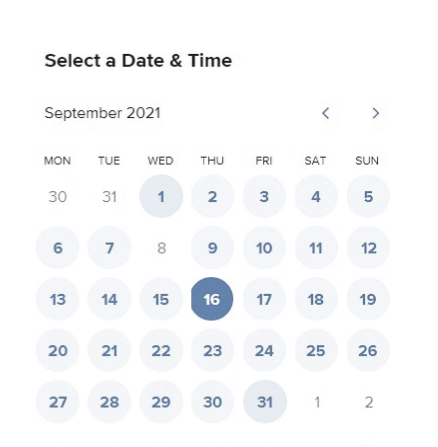 Select a Date & Time
September 2021
MON TUE WED THU FRI SAT SUN
30 31 1 2 3 4 5
6 7 8 9 10 11 12
13 14 15 16 17 18 19
20 21 22 23 24 25 26
27 28 29 30 31 1 2